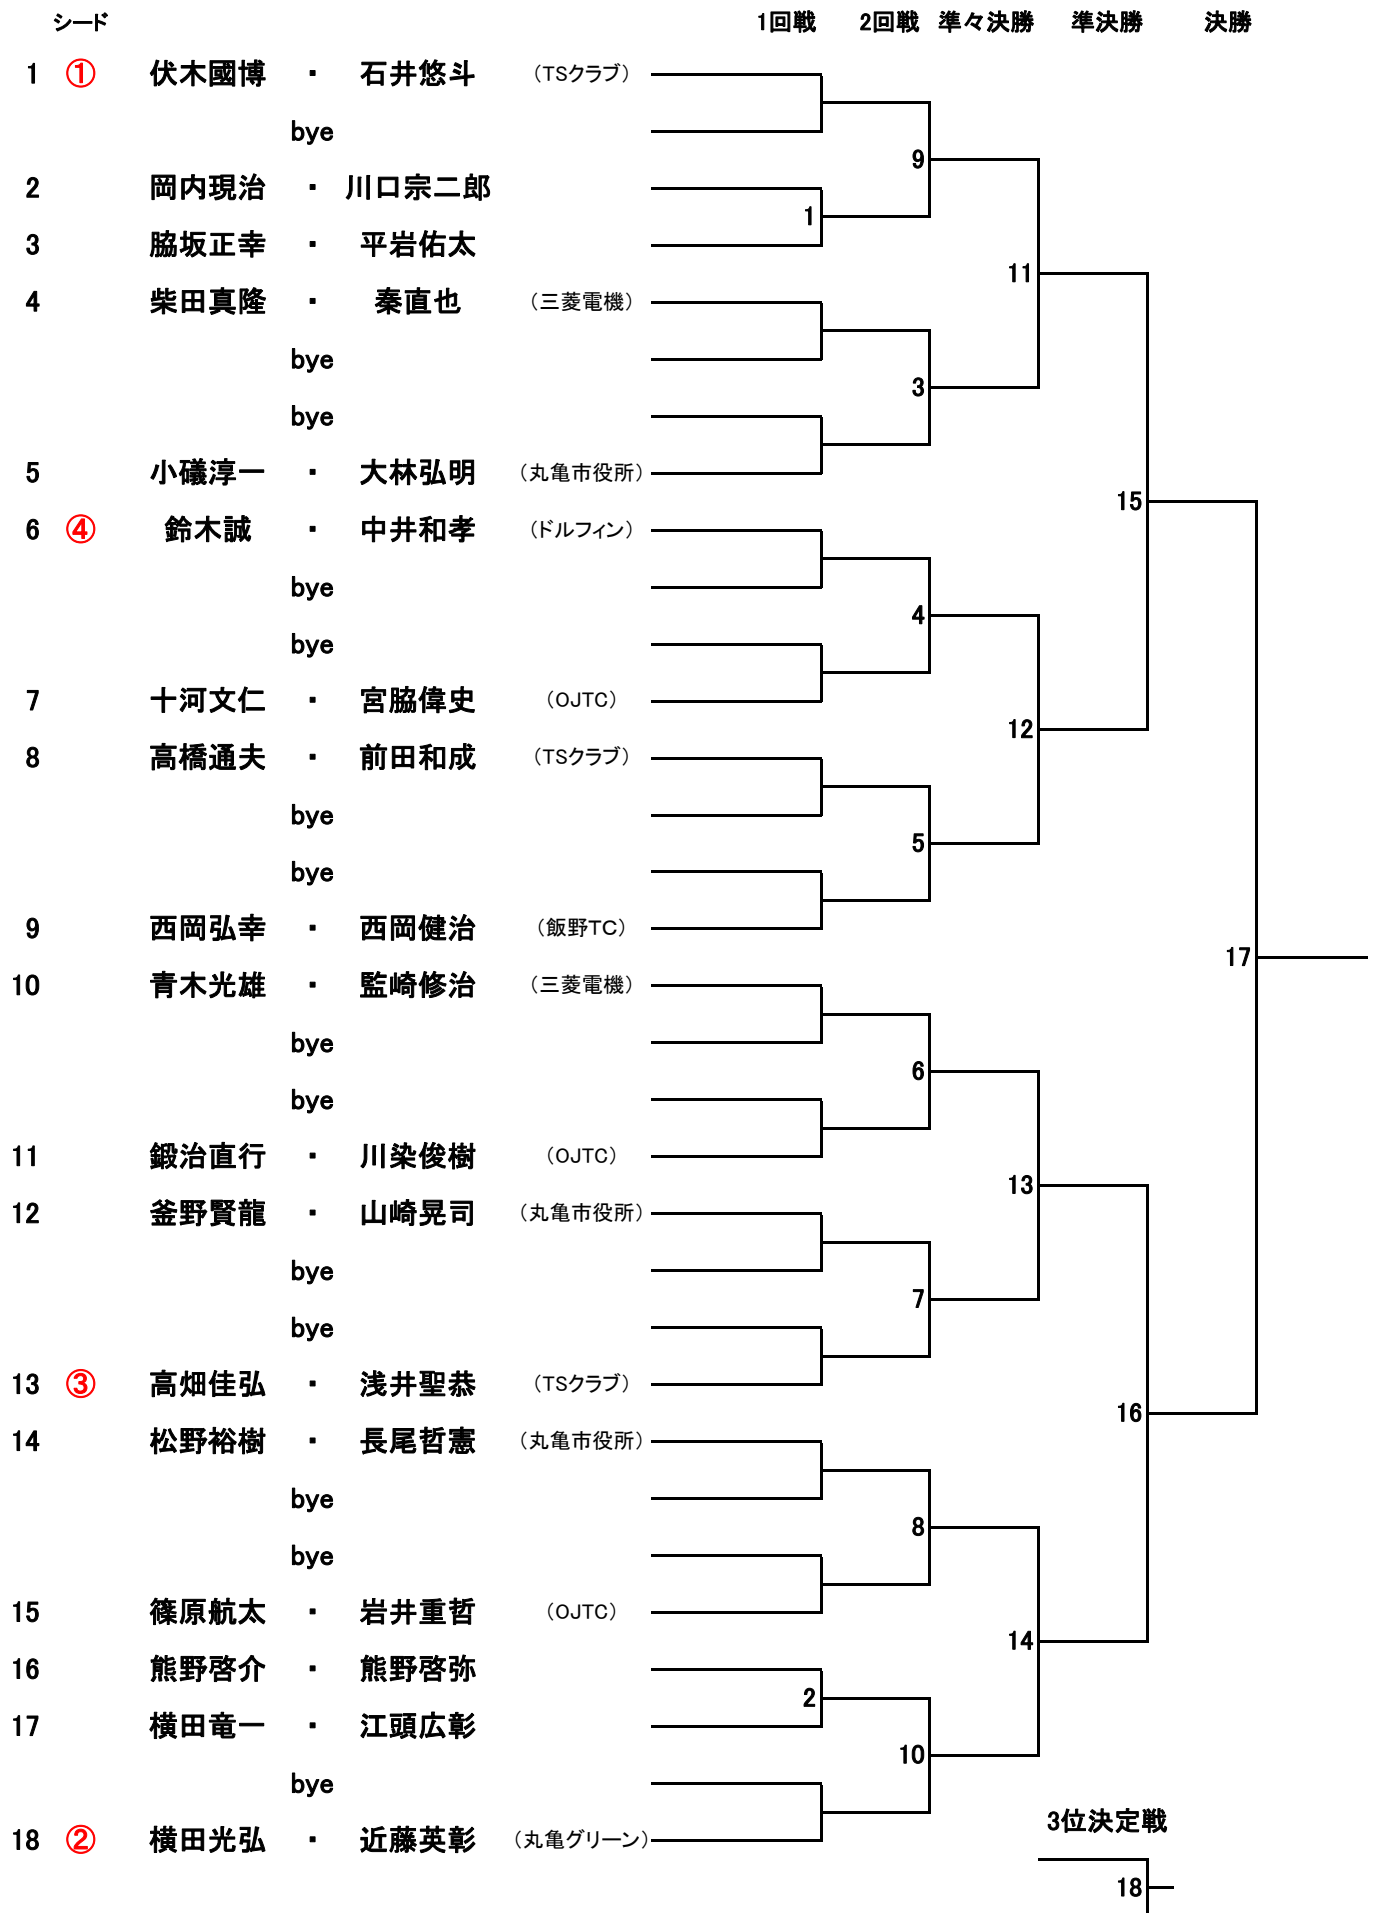 シード 1回戦 2回戦 準々決勝 準決勝 決勝
1 ① 伏木國博 ・ 石井悠斗 (TSクラブ)
bye
9
2 岡内現治 ・ 川口宗二郎
1
3 脇坂正幸 ・ 平岩佑太
11
4 柴田真隆 ・ 秦直也 (三菱電機)
bye
3
bye
5 小礒淳一 ・ 大林弘明 (丸亀市役所)
15
6 ④ 鈴木誠 ・ 中井和孝 (ドルフィン)
bye
4
bye
7 十河文仁 ・ 宮脇偉史 (OJTC)
12
8 高橋通夫 ・ 前田和成 (TSクラブ)
bye
5
bye
9 西岡弘幸 ・ 西岡健治 (飯野TC)
17
10 青木光雄 ・ 監崎修治 (三菱電機)
bye
6
bye
11 鍛治直行 ・ 川染俊樹 (OJTC)
13
12 釜野賢龍 ・ 山崎晃司 (丸亀市役所)
bye
7
bye
13 ③ 高畑佳弘 ・ 浅井聖恭 (TSクラブ)
16
14 松野裕樹 ・ 長尾哲憲 (丸亀市役所)
bye
8
bye
15 篠原航太 ・ 岩井重哲 (OJTC)
14
16 熊野啓介 ・ 熊野啓弥
2
17 横田竜一 ・ 江頭広彰
10
bye
3位決定戦
18 ② 横田光弘 ・ 近藤英彰 (丸亀グリーン)
18